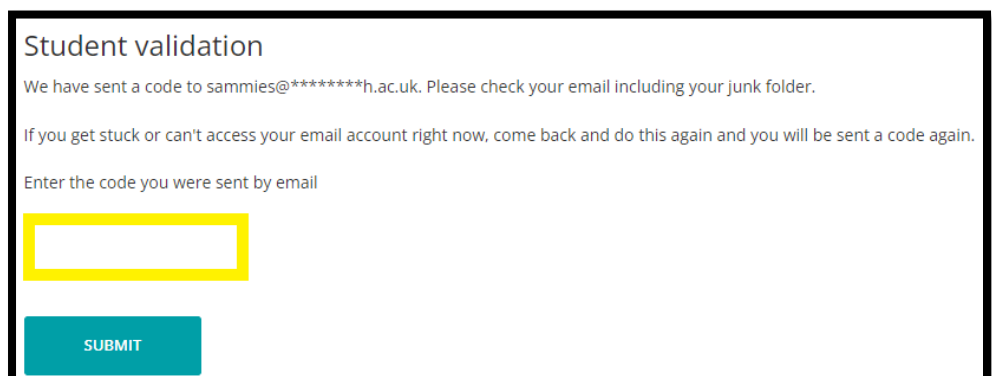 Student validation
We have sent a code to sammies@********h.ac.uk. Please check your email including your junk folder.
If you get stuck or can't access your email account right now, come back and do this again and you will be sent a code again.
Enter the code you were sent by email
SUBMIT